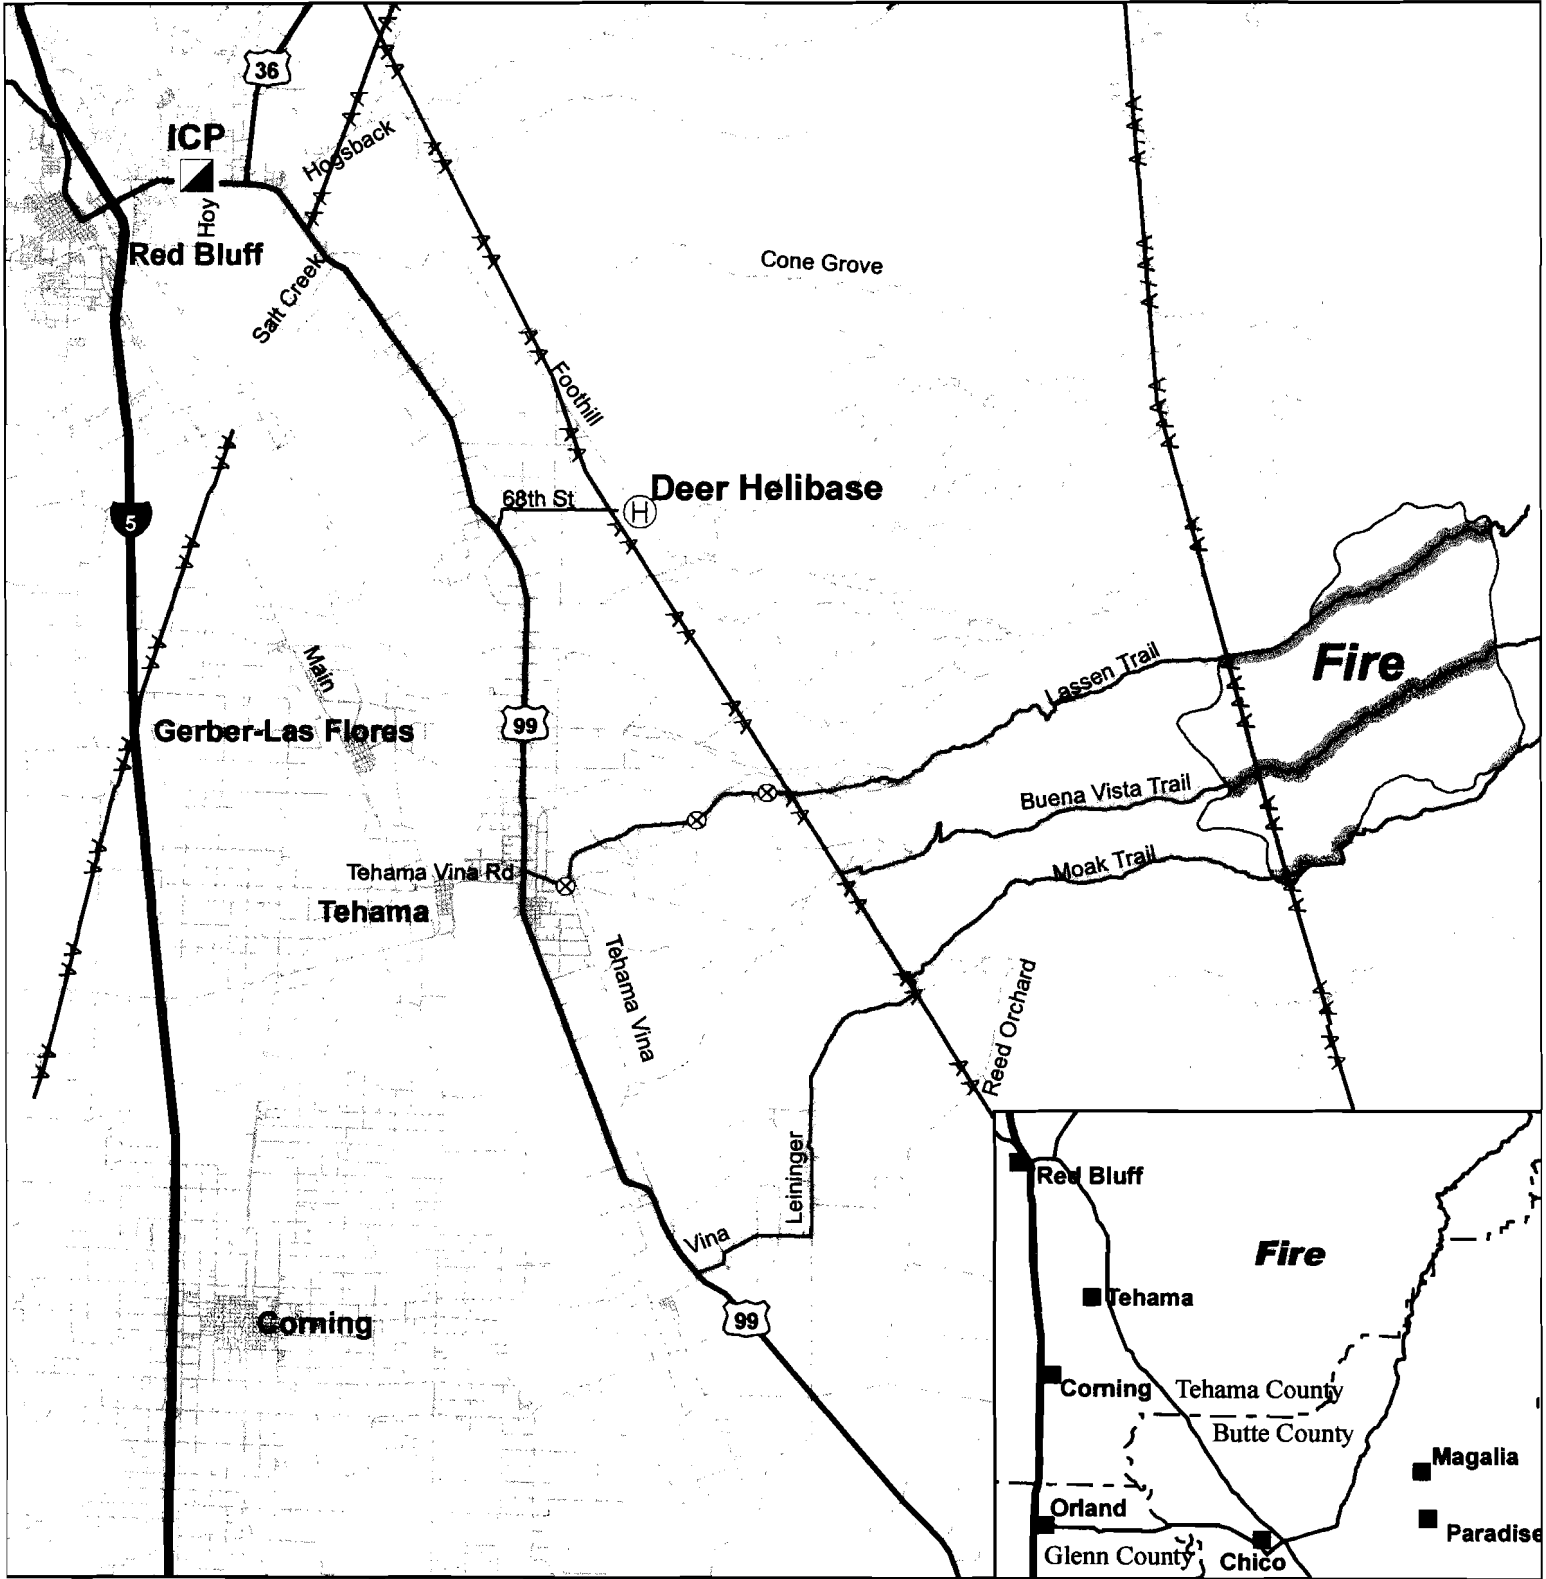 36
ICP
Hogsback
Hoy
Red Bluff
Salt Creek
Cone Grove
Foothill
Deer Helibase
68th St
H
5
Main
Lassen Trail
Fire
99
Gerber-Las Flores
Buena Vista Trail
Moak Trail
Tehama Vina Rd
Tehama
Tehama Vina
Reed Orchard
Leininger
Vina
99
Corning
Red Bluff
Fire
Tehama
Corning
Tehama County
Butte County
Magalia
Orland
Paradise
Glenn County
Chico